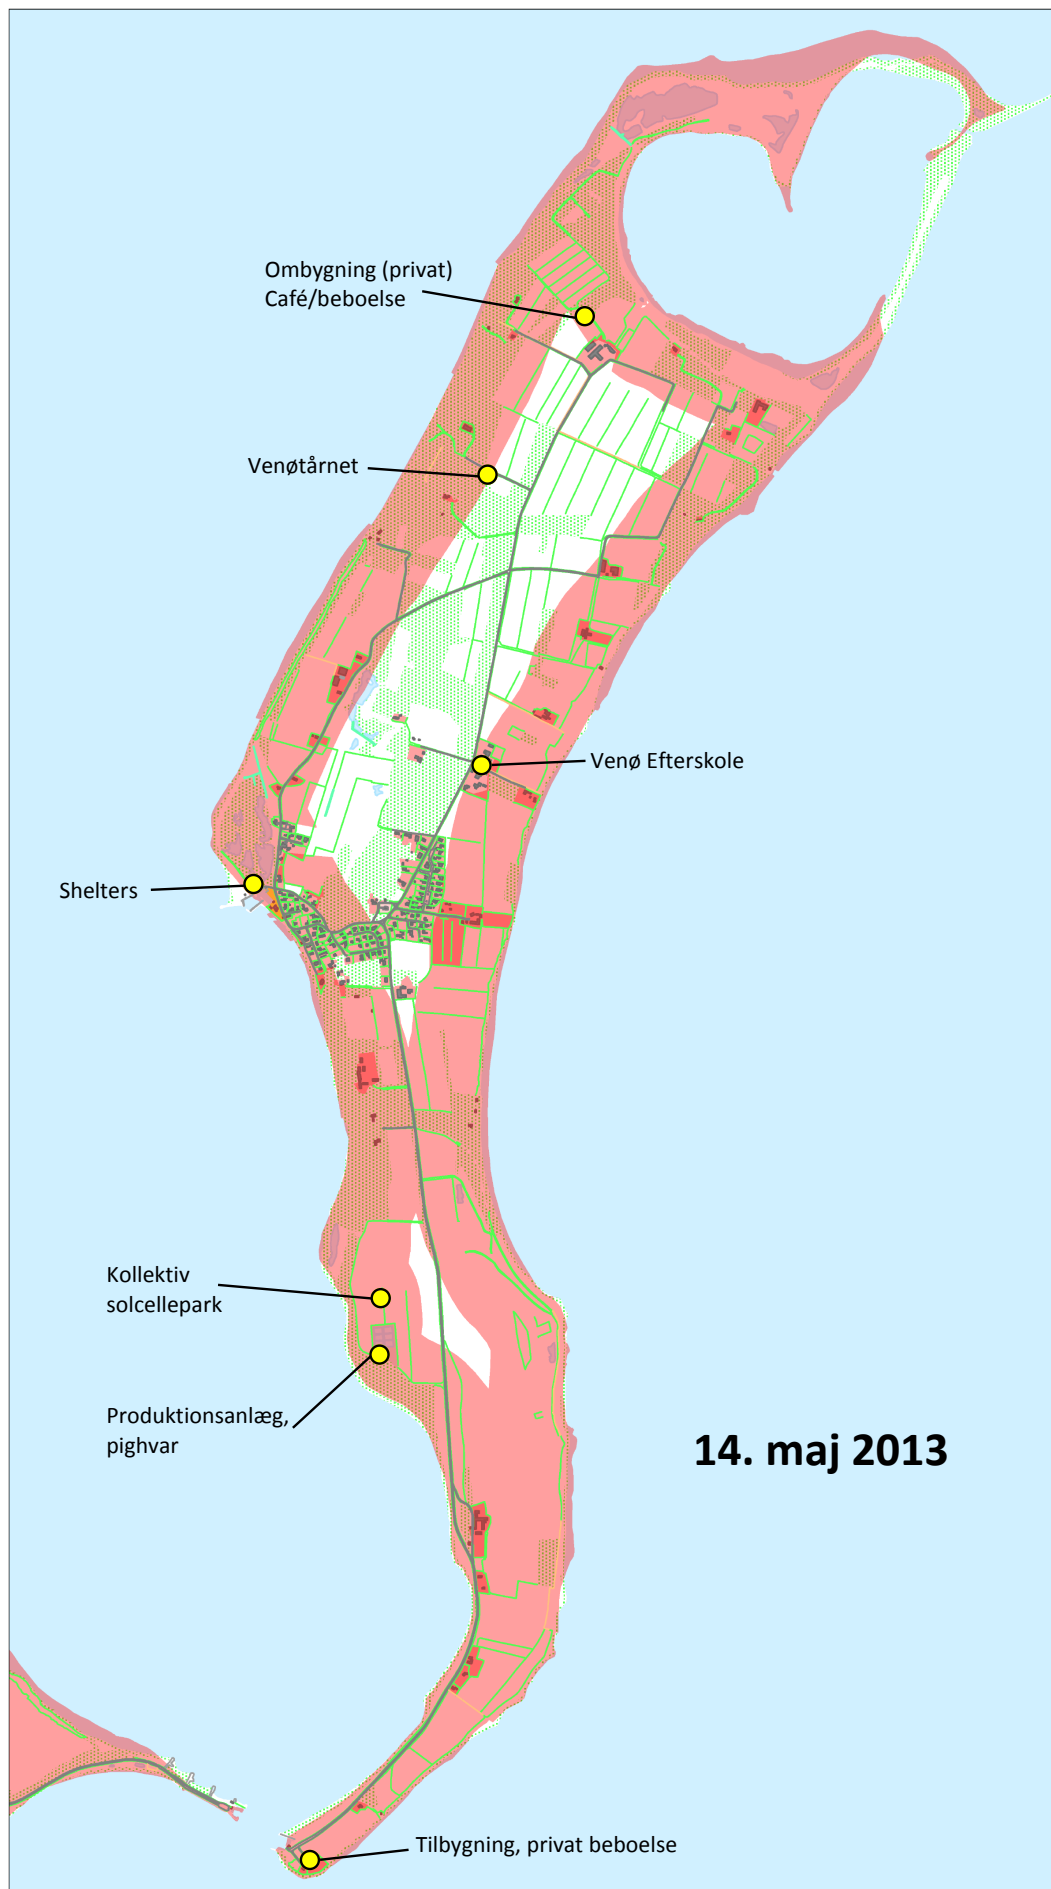 Ombygning (privat)
Café/beboelse
Venøtårnet
Venø Efterskole
Shelters
Kollektiv
solcellepark
Produktionsanlæg,
pighvar
14. maj 2013
Tilbygning, privat beboelse